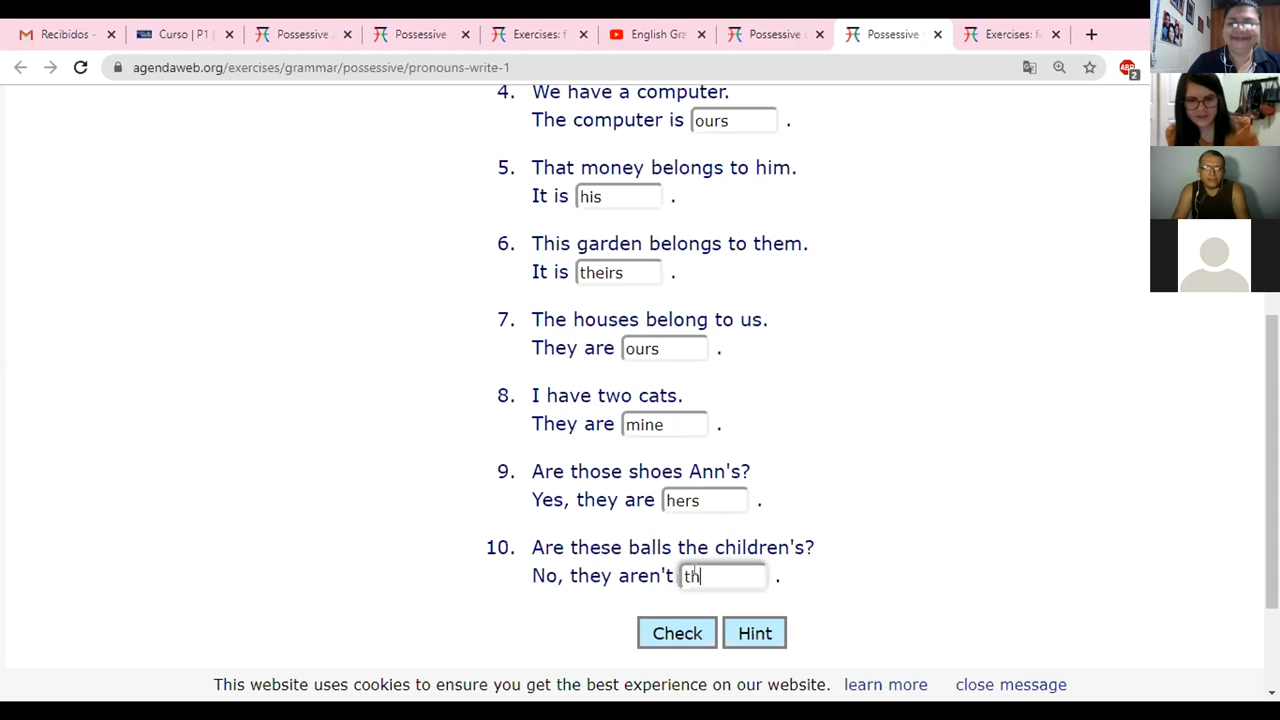 Recibidos -
Curso | P1
Possessive
Possessive
Exercises: f
English Gra
Possessive
Possessive
Exercises: f
agendaweb.org/exercises/grammar/possessive/pronouns-write-1
ABP
2
4. We have a computer.
The computer is ours .
5. That money belongs to him.
It is his .
6. This garden belongs to them.
It is theirs .
7. The houses belong to us.
They are ours .
8. I have two cats.
They are mine .
9. Are those shoes Ann's?
Yes, they are hers .
10. Are these balls the children's?
No, they aren't th .
Check Hint
This website uses cookies to ensure you get the best experience on our website. learn more close message